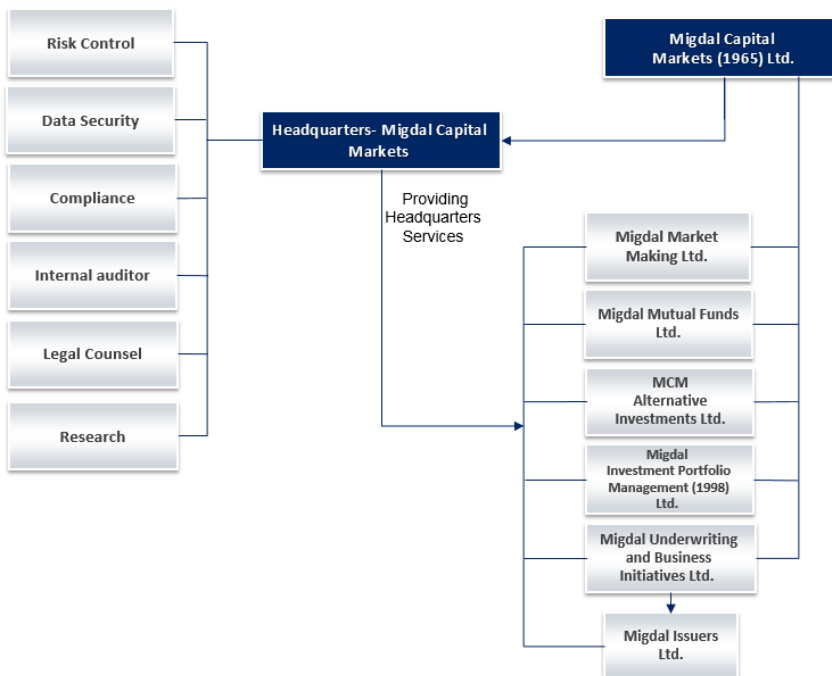 Risk Control
Data Security
Compliance
Internal auditor
Legal Counsel
Research
Migdal Capital
Markets (1965) Ltd.
Headquarters- Migdal Capital
Markets
Providing
Headquarters
Services
Migdal Market
Making Ltd.
Migdal Mutual Funds
Ltd.
MCM
Alternative
Investments Ltd.
Migdal
Investment Portfolio
Management (1998)
Ltd.
Migdal Underwriting
and Business
Initiatives Ltd.
Migdal Issuers
Ltd.